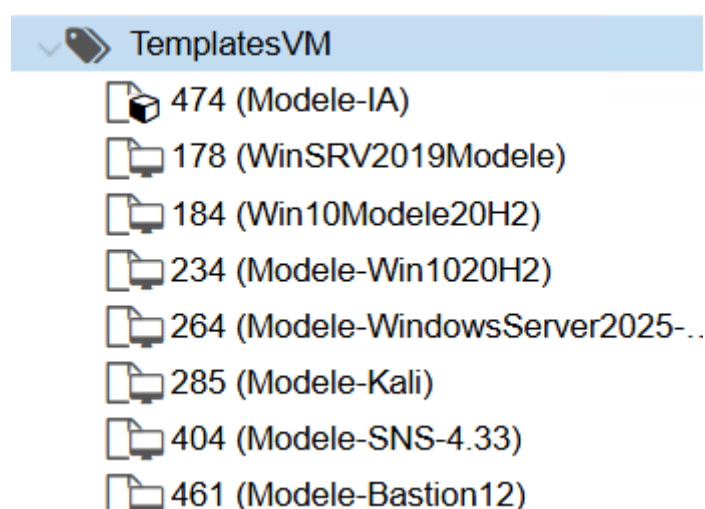 TemplatesVM
474 (Modele-IA)
178 (WinSRV2019Modele)
184 (Win10Modele20H2)
234 (Modele-Win1020H2)
264 (Modele-WindowsServer2025-...
285 (Modele-Kali)
404 (Modele-SNS-4.33)
461 (Modele-Bastion12)